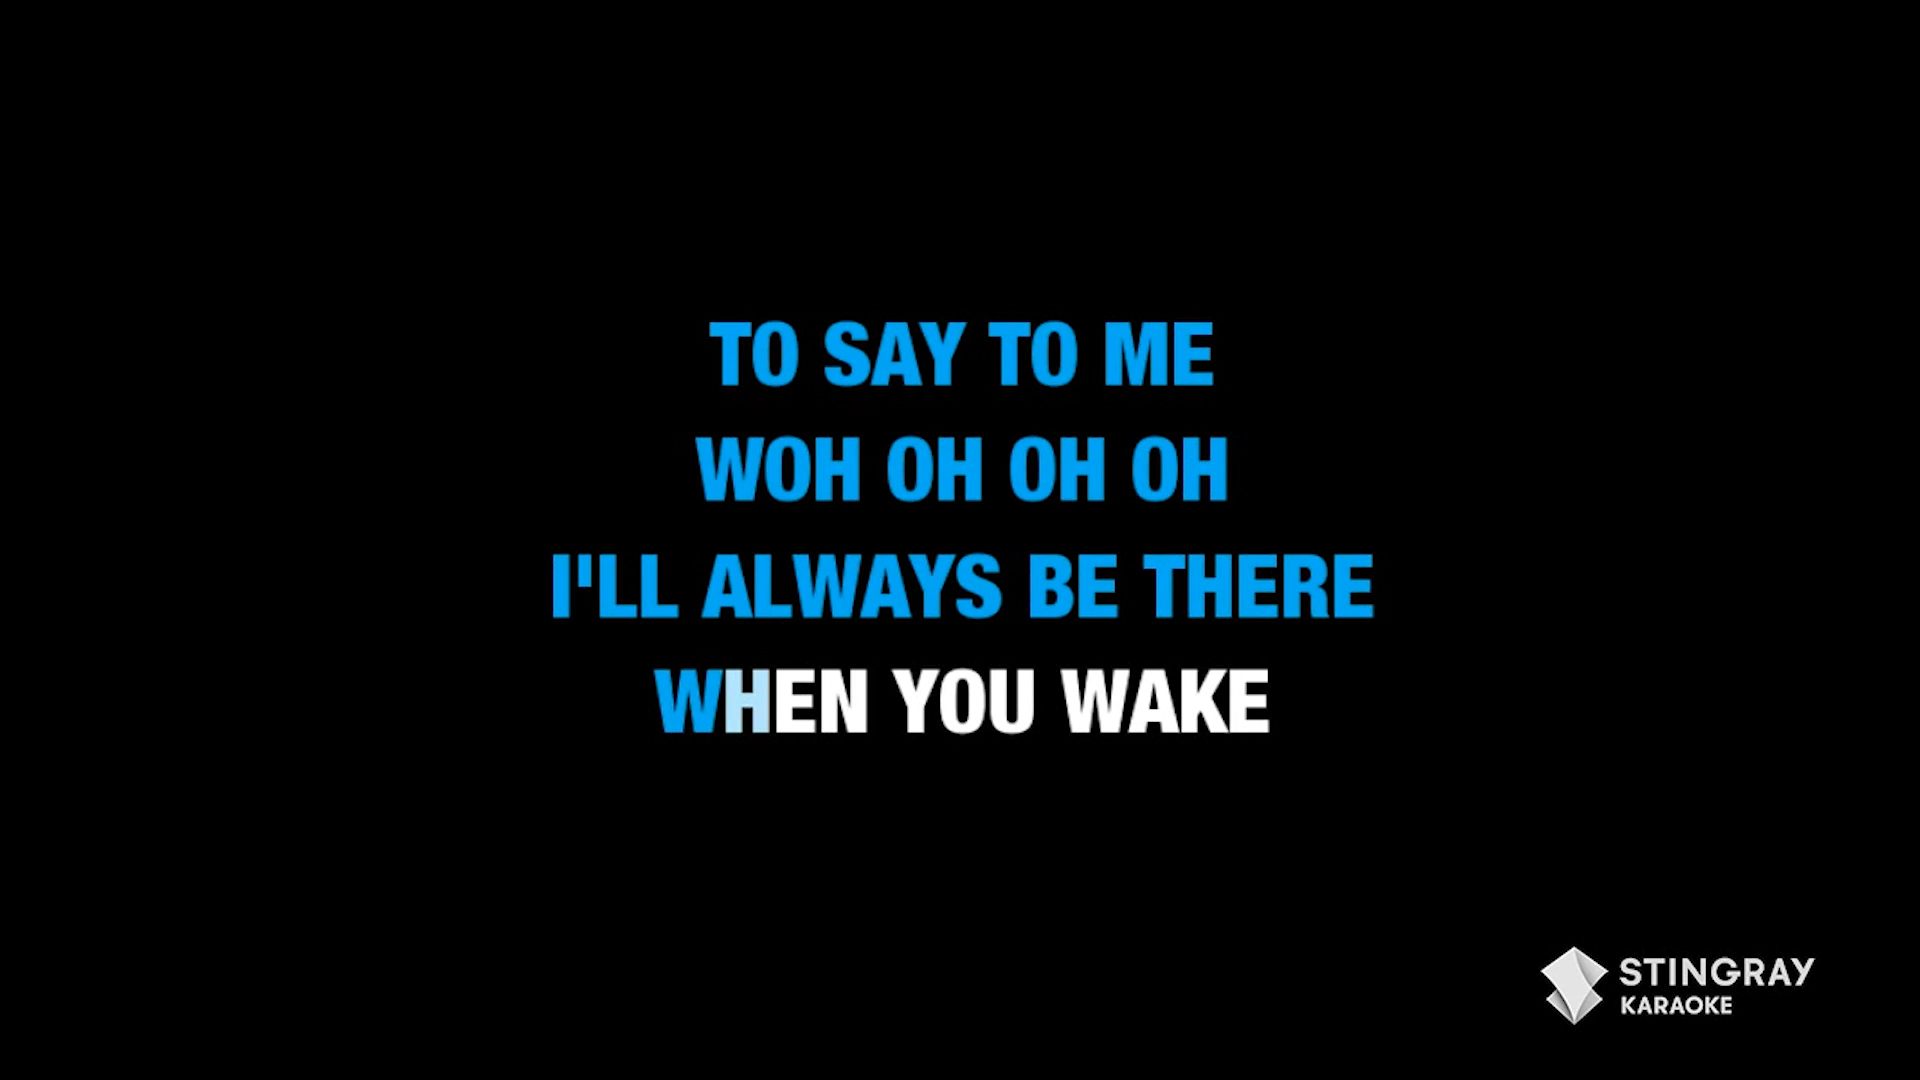 TO SAY TO ME
WOH OH OH OH
I'LL ALWAYS BE THERE
WHEN YOU WAKE
STINGRAY
KARAOKE